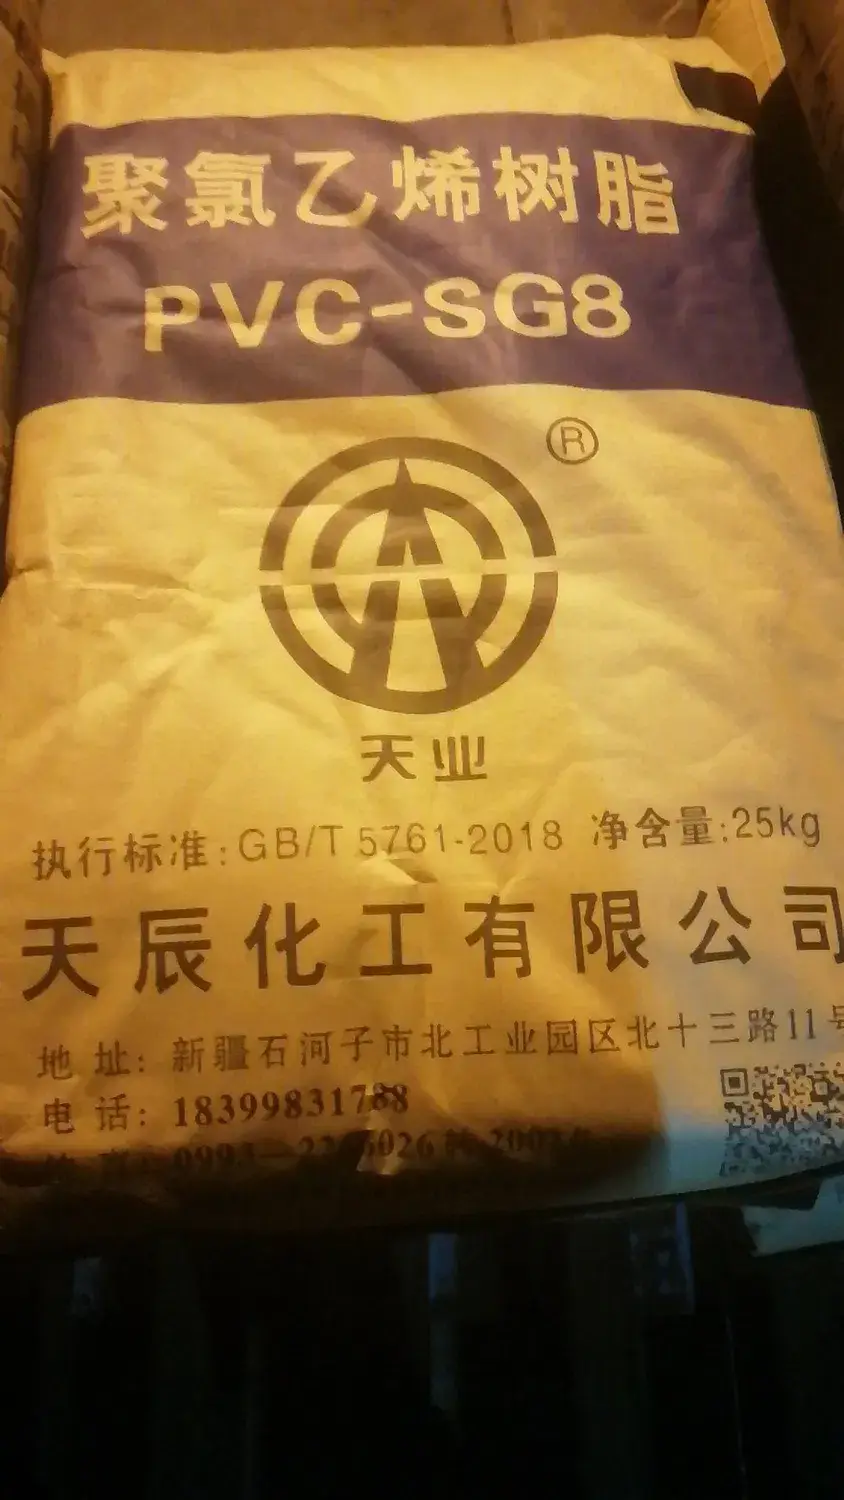 聚氯乙烯树脂
PVC-SG8
®
天业
执行标准:GB/T 5761-2018 净含量:25kg
天辰化工有限公司
地 址: 新疆石河子市北工业园区北十三路11号
电 话: 18399831788